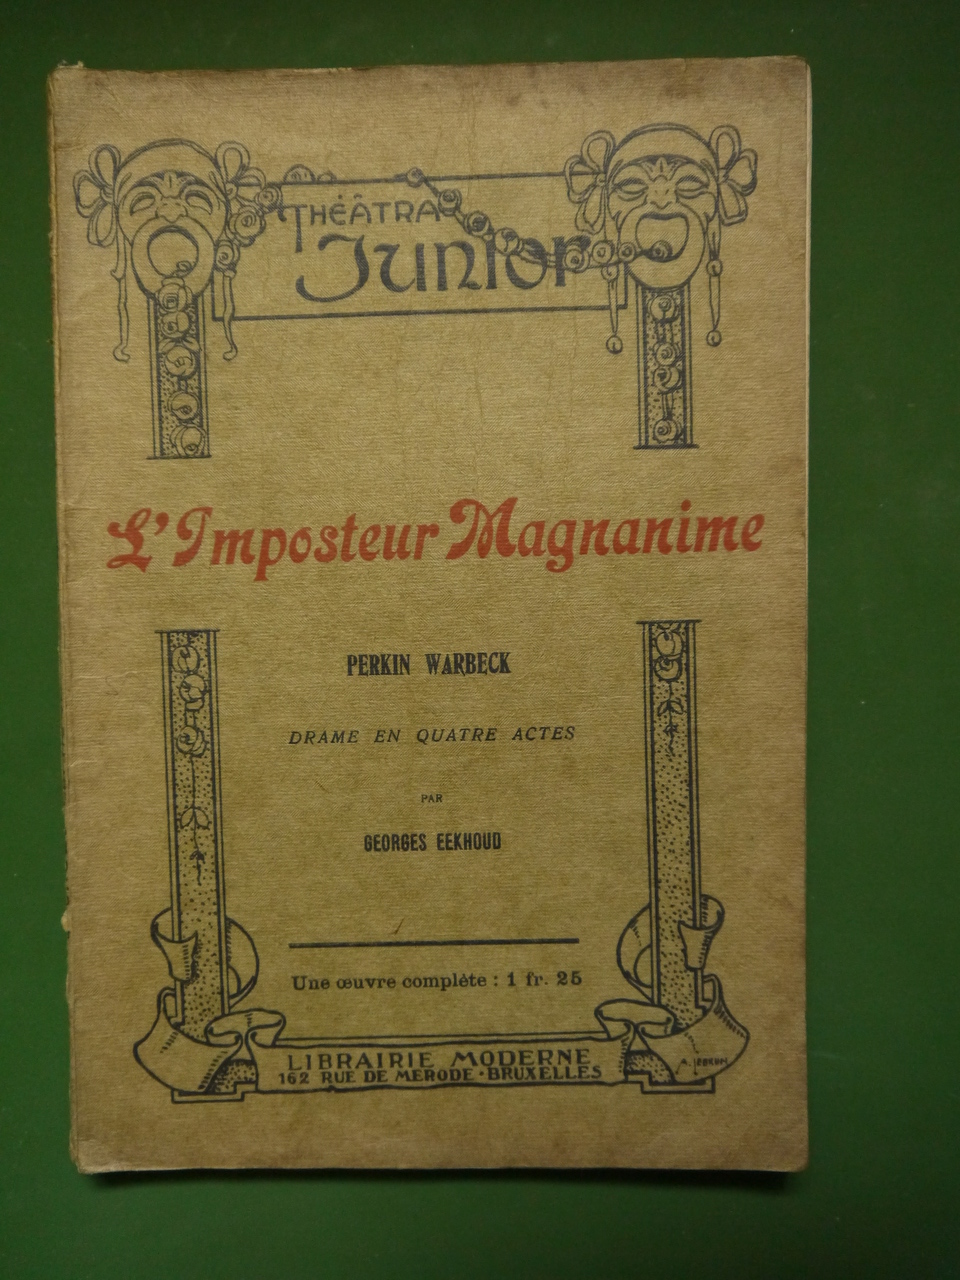 THÉÂTRA
JUNIOR
L'Imposteur Magnanime
PERKIN WARBECK
DRAME EN QUATRE ACTES
PAR
GEORGES EEKHOUD
Une œuvre complète : 1 fr. 25
LIBRAIRIE MODERNE
162 RUE DE MERODE · BRUXELLES